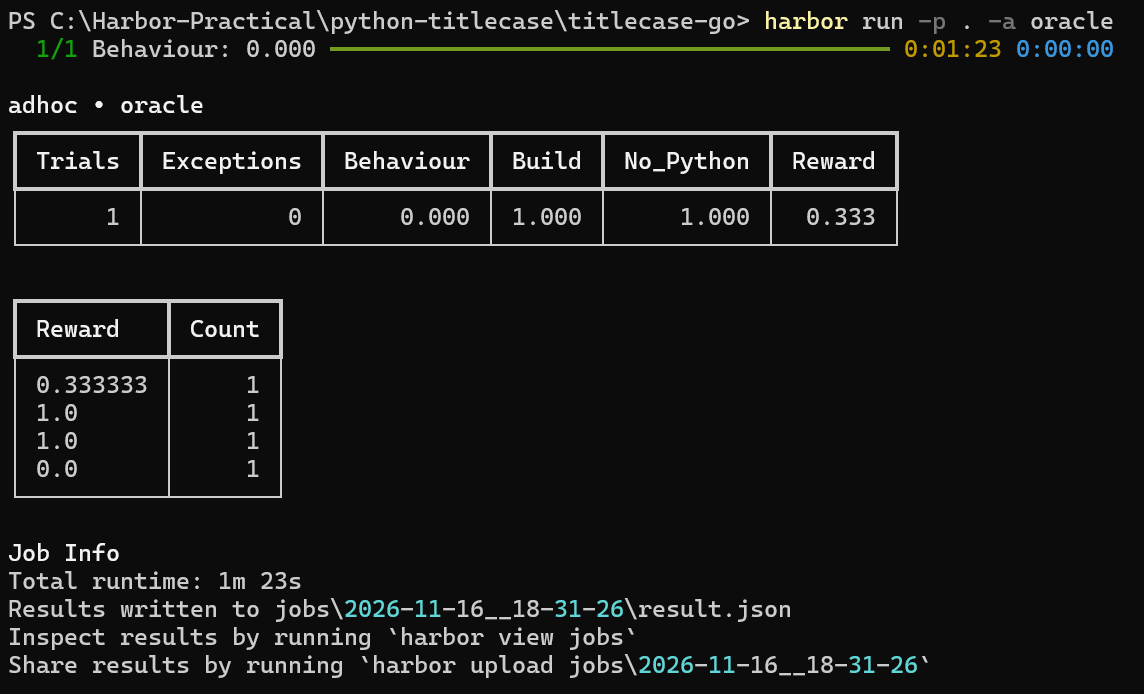 PS C:\Harbor-Practical\python-titlecase\titlecase-go> harbor run -p . -a oracle
1/1 Behaviour: 0.000 0:01:23 0:00:00
adhoc • oracle
Trials Exceptions Behaviour Build No_Python Reward
1 0 0.000 1.000 1.000 0.333
Reward Count
0.333333 1
1.0 1
1.0 1
0.0 1
Job Info
Total runtime: 1m 23s
Results written to jobs\2026-11-16__18-31-26\result.json
Inspect results by running `harbor view jobs`
Share results by running `harbor upload jobs\2026-11-16__18-31-26`